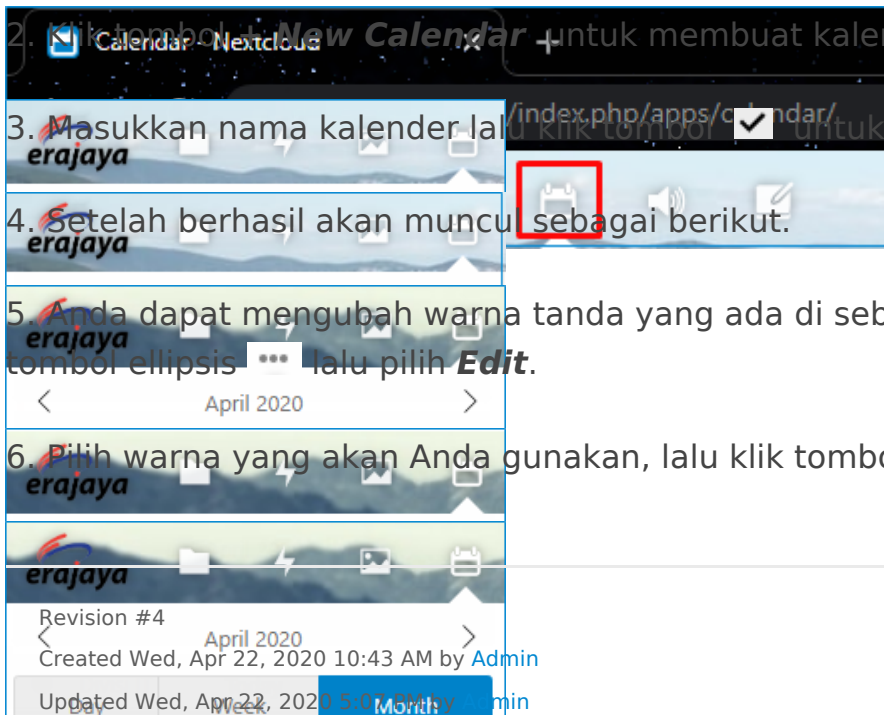 2. Klik tombol + New Calendar untuk membuat kaler
Calendar - Nextcloud
/index.php/apps/calendar/
3. Masukkan nama kalender lalu klik tombol untuk
erajaya
4. Setelah berhasil akan muncul sebagai berikut.
erajaya
5. Anda dapat mengubah warna tanda yang ada di seb
erajaya
tombol ellipsis ••• lalu pilih Edit.
April 2020
6. Pilih warna yang akan Anda gunakan, lalu klik tombo
erajaya
erajaya
Revision #4
April 2020
Created Wed, Apr 22, 2020 10:43 AM by Admin
Updated Wed, Apr 22, 2020 5:07 PM by Admin
Day Week Month